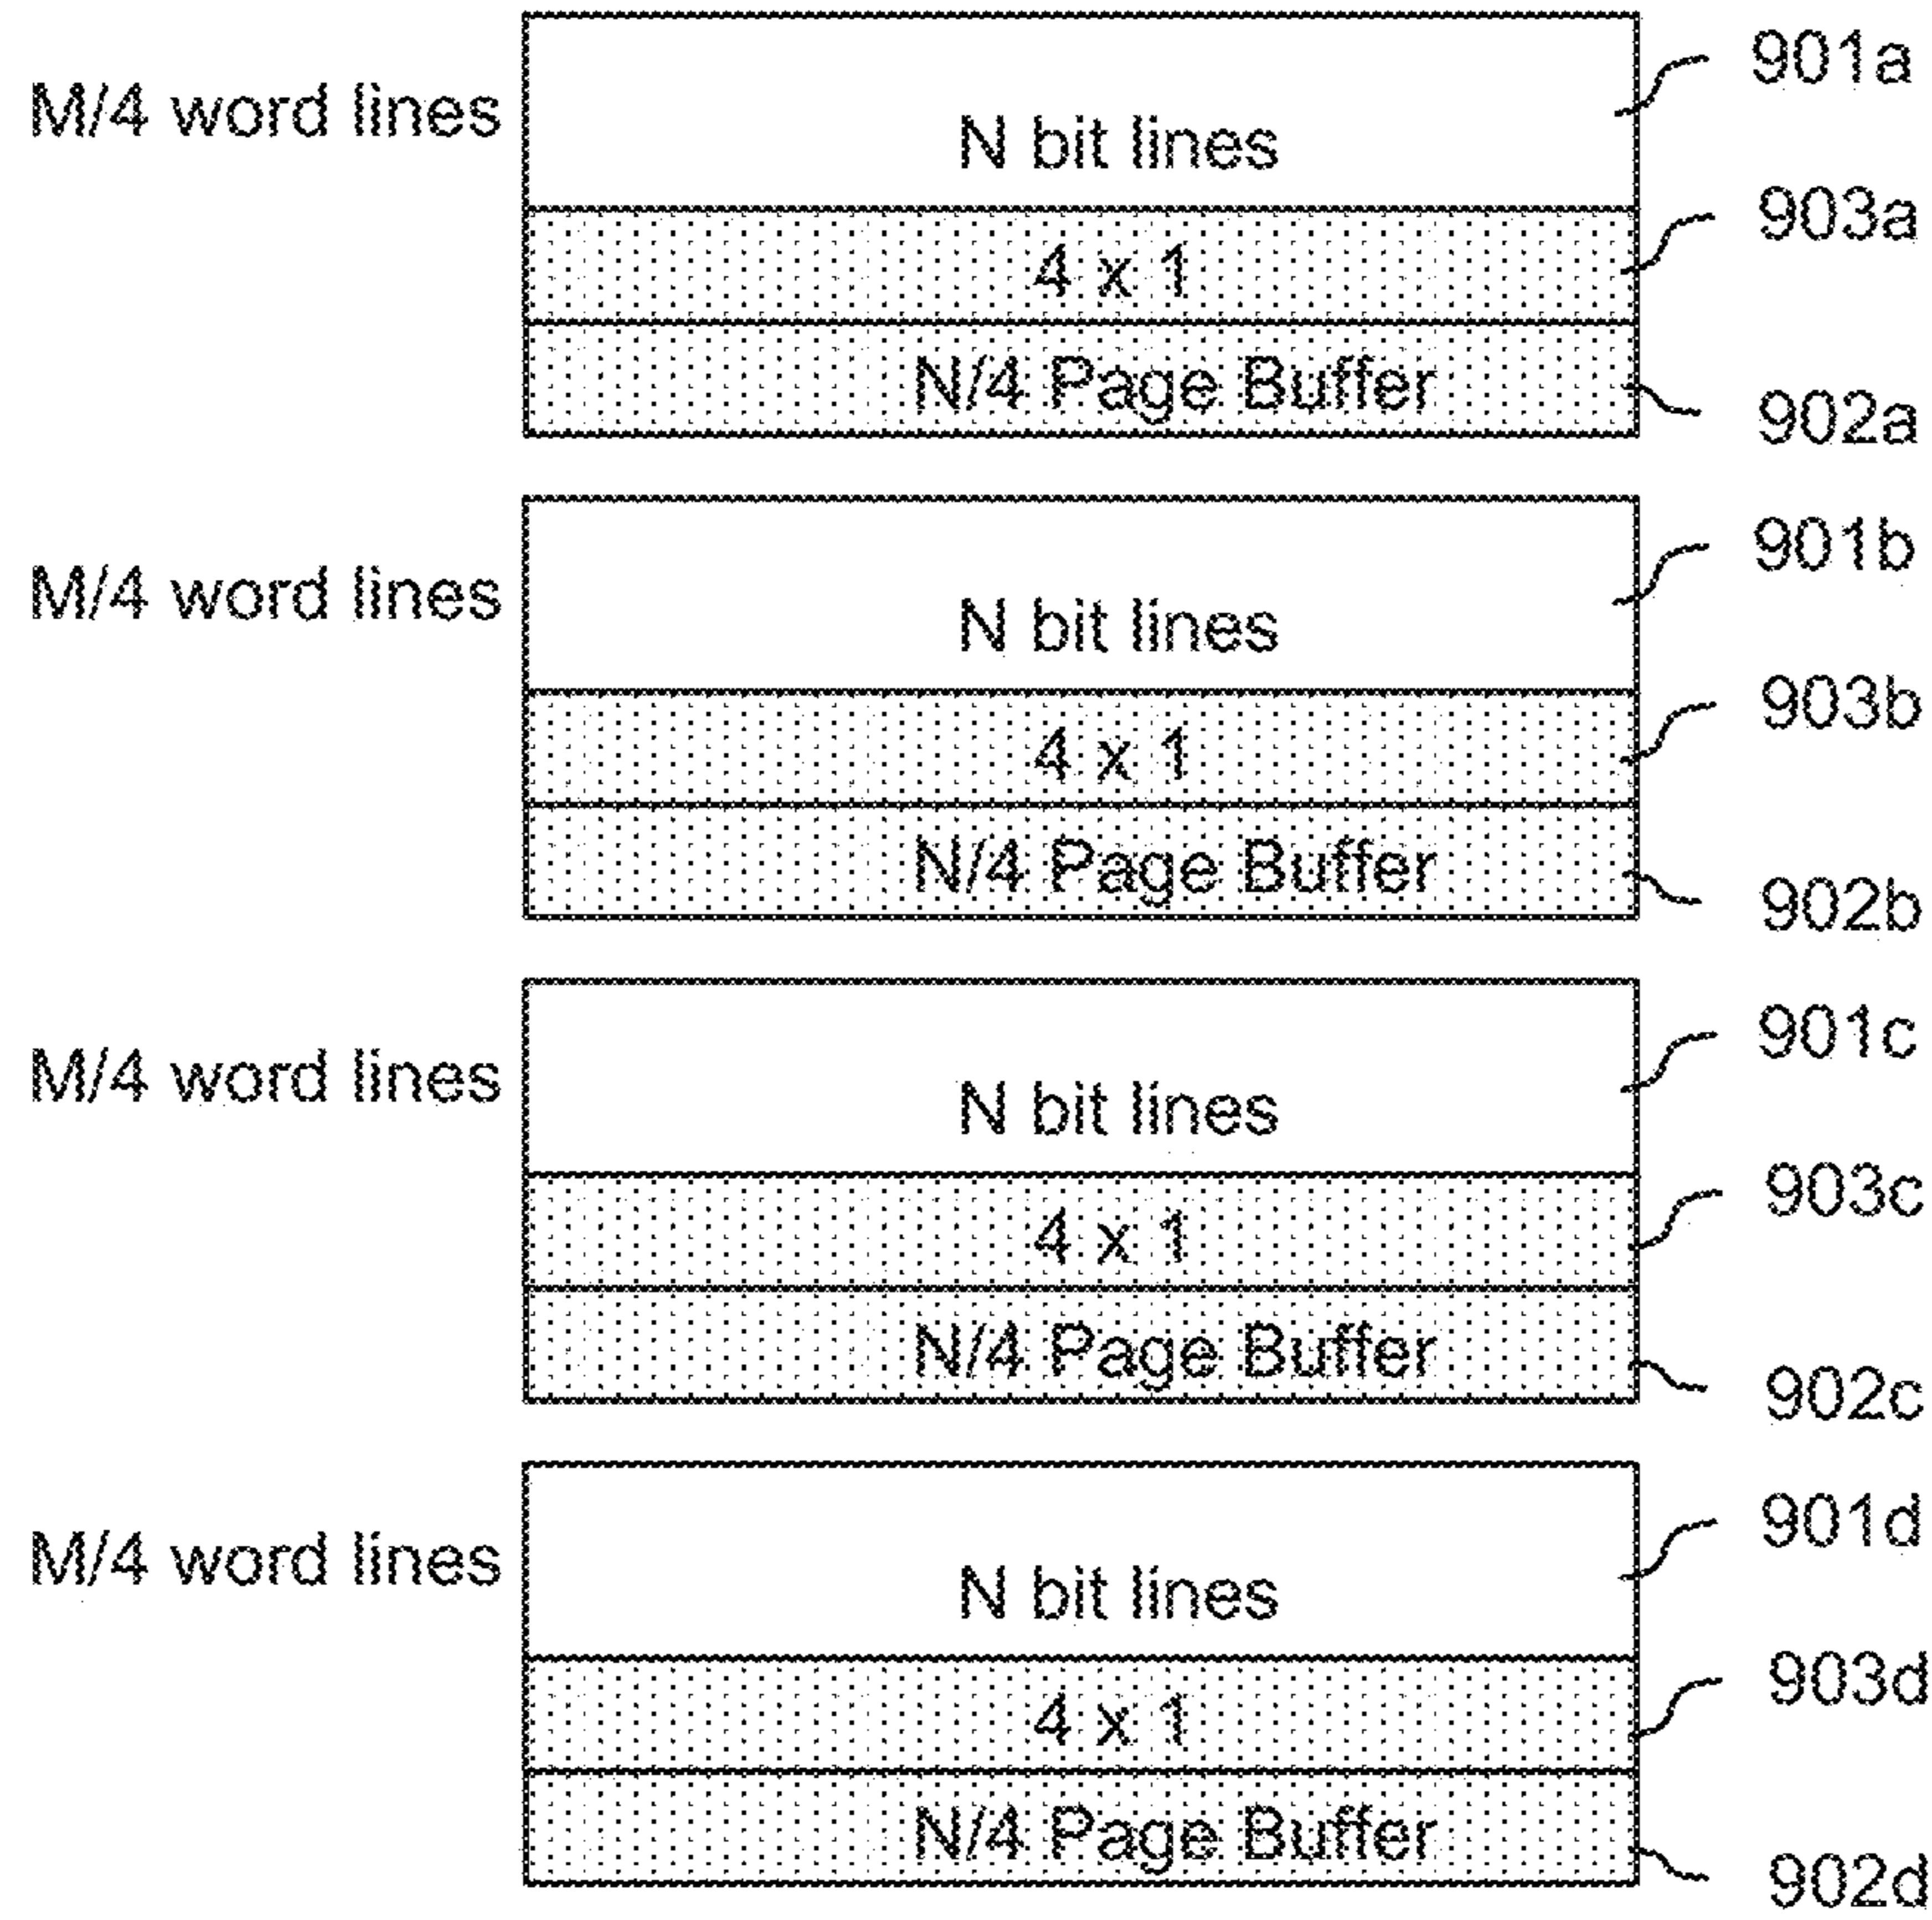 901a
M/4 word lines
N bit lines
903a
4 x 1
N/4 Page Buffer
902a
901b
M/4 word lines
N bit lines
903b
4 x 1
N/4 Page Buffer
902b
901c
M/4 word lines
N bit lines
903c
4 x 1
N/4 Page Buffer
902c
901d
M/4 word lines
N bit lines
903d
4 x 1
N/4 Page Buffer
902d